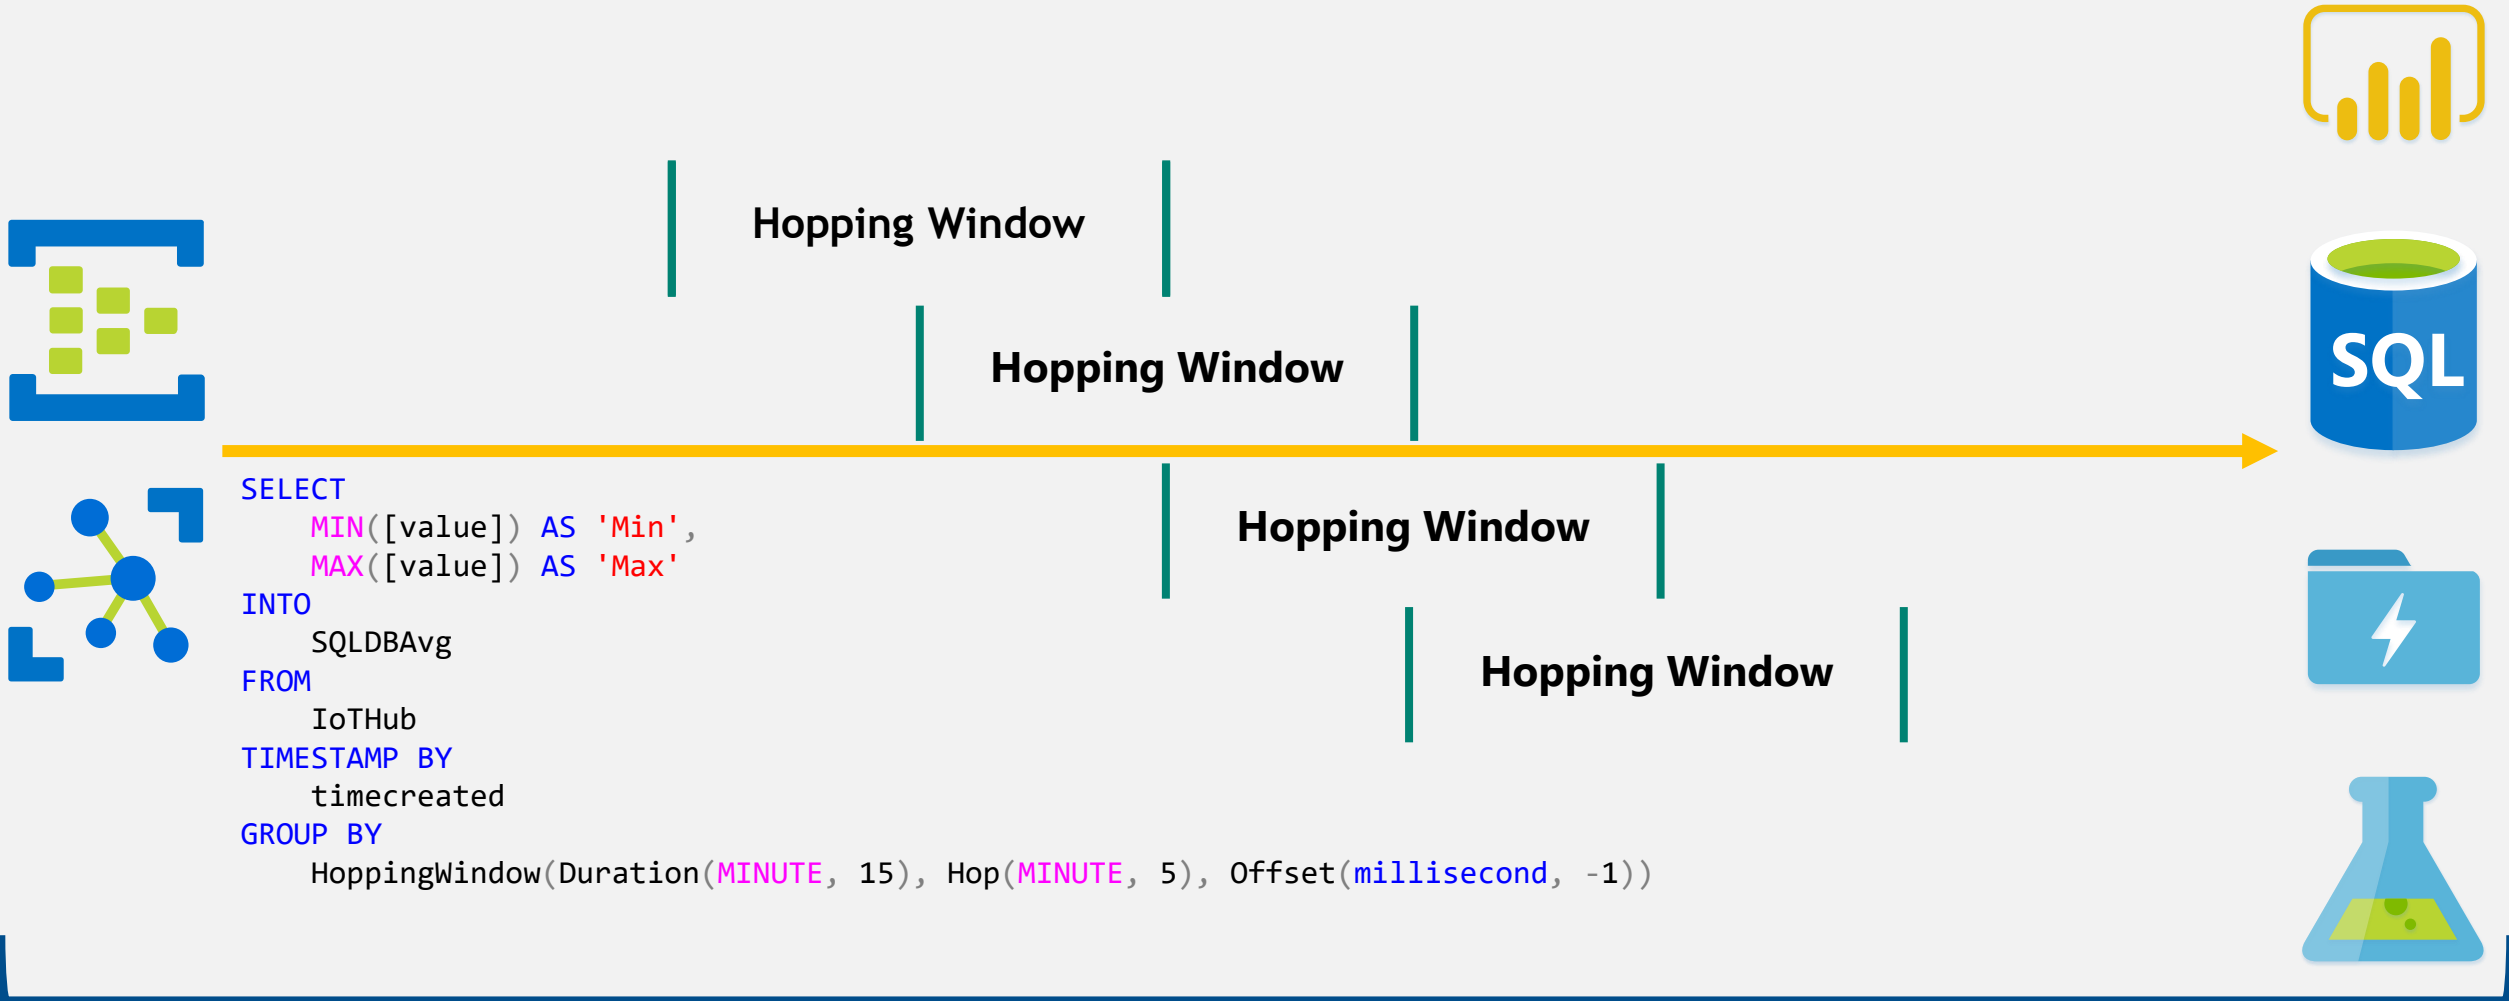 Hopping Window
Hopping Window
SQL
SELECT
MIN([value]) AS 'Min',
MAX([value]) AS 'Max'
INTO
SQLDBAvg
FROM
IoTHub
TIMESTAMP BY
timecreated
GROUP BY
HoppingWindow(Duration(MINUTE, 15), Hop(MINUTE, 5), Offset(millisecond, -1))
Hopping Window
Hopping Window